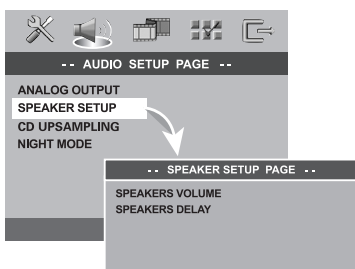 -- AUDIO SETUP PAGE --
ANALOG OUTPUT
SPEAKER SETUP
CD UPSAMPLING
NIGHT MODE
-- SPEAKER SETUP PAGE --
SPEAKERS VOLUME
SPEAKERS DELAY